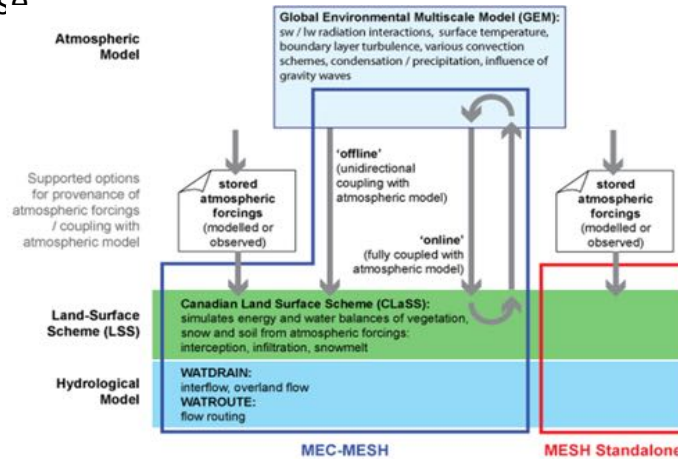 Global Environmental Multiscale Model (GEM):
sw / lw radiation interactions, surface temperature,
boundary layer turbulence, various convection
schemes, condensation / precipitation, influence of
gravity waves
Atmospheric
Model
'offline'
(unidirectional
coupling with
atmospheric model)
'online'
(fully coupled with
atmospheric model)
Supported options
for provenance of
atmospheric forcings
/ coupling with
atmospheric model
stored
atmospheric
forcings
(modelled or
observed)
stored
atmospheric
forcings
(modelled or
observed)
Land-Surface
Scheme (LSS)
Canadian Land Surface Scheme (CLaSS):
simulates energy and water balances of vegetation,
snow and soil from atmospheric forcings:
interception, infiltration, snowmelt
Hydrological
Model
WATDRAIN:
interflow, overland flow
WATROUTE:
flow routing
MEC-MESH
MESH Standalone